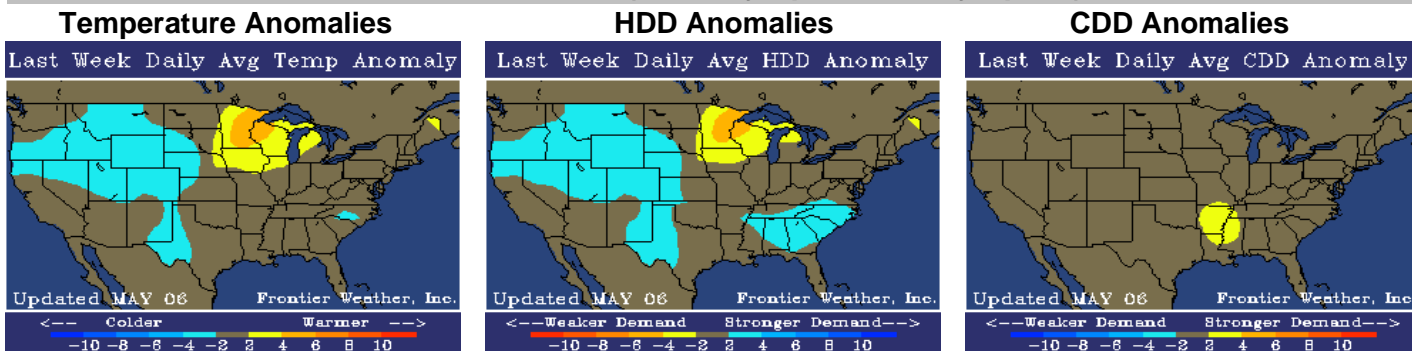 Temperature Anomalies
HDD Anomalies
CDD Anomalies
Last Week Daily Avg Temp Anomaly
Updated MAY 06
Frontier Weather, Inc.
<-- Colder Warmer -->
-10 -8 -6 -4 -2 2 4 6 8 10
Last Week Daily Avg HDD Anomaly
Updated MAY 06
Frontier Weather, Inc.
<--Weaker Demand Stronger Demand-->
-10 -8 -6 -4 -2 2 4 6 8 10
Last Week Daily Avg CDD Anomaly
Updated MAY 06
Frontier Weather, Inc.
<--Weaker Demand Stronger Demand-->
-10 -8 -6 -4 -2 2 4 6 8 10